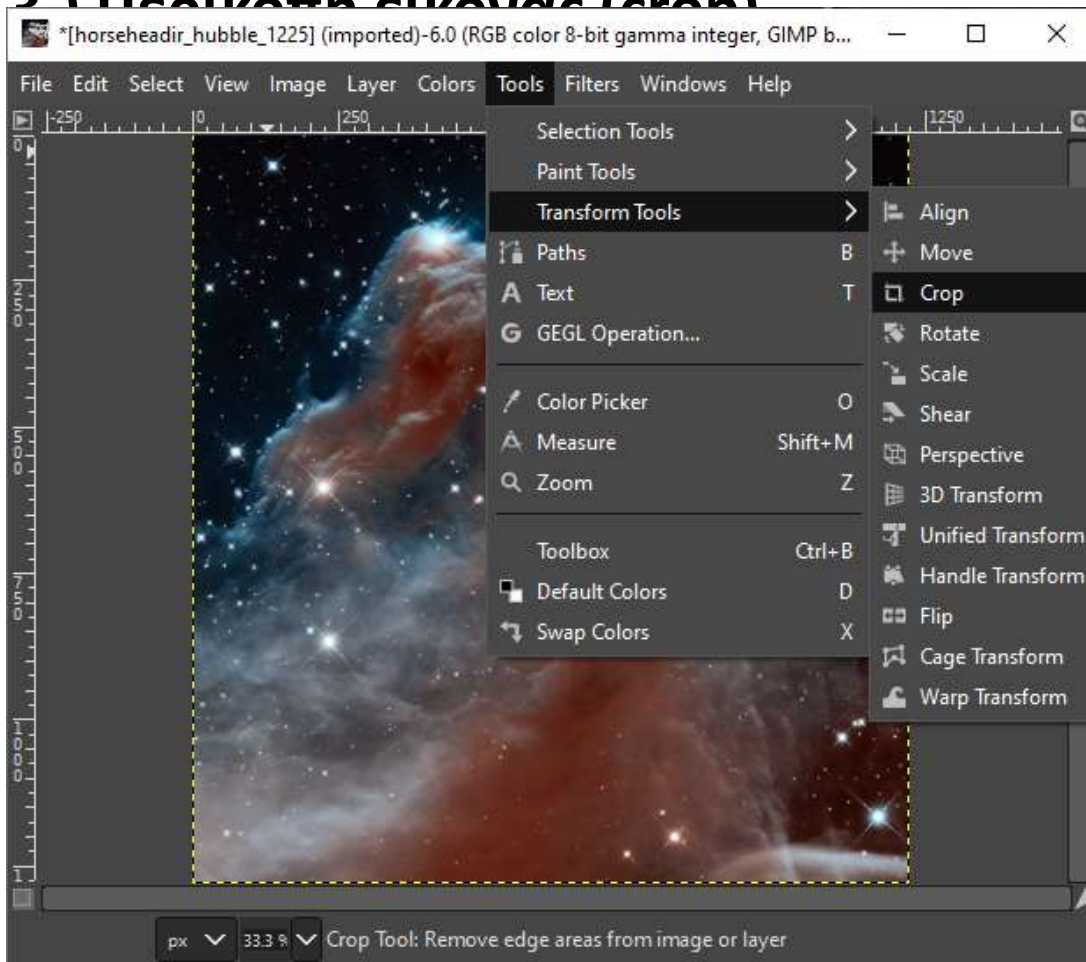 (crop)
*[horseheadir_hubble_1225] (imported)-6.0 (RGB color 8-bit gamma integer, GIMP b...
File Edit Select View Image Layer Colors Tools Filters Windows Help
-250 0 250 1250
0
250
500
750
1000
Selection Tools
Paint Tools
Transform Tools
Paths B
Text T
GEGL Operation...
Color Picker O
Measure Shift+M
Zoom Z
Toolbox Ctrl+B
Default Colors D
Swap Colors X
Align
Move
Crop
Rotate
Scale
Shear
Perspective
3D Transform
Unified Transform
Handle Transform
Flip
Cage Transform
Warp Transform
px 33.3 % Crop Tool: Remove edge areas from image or layer